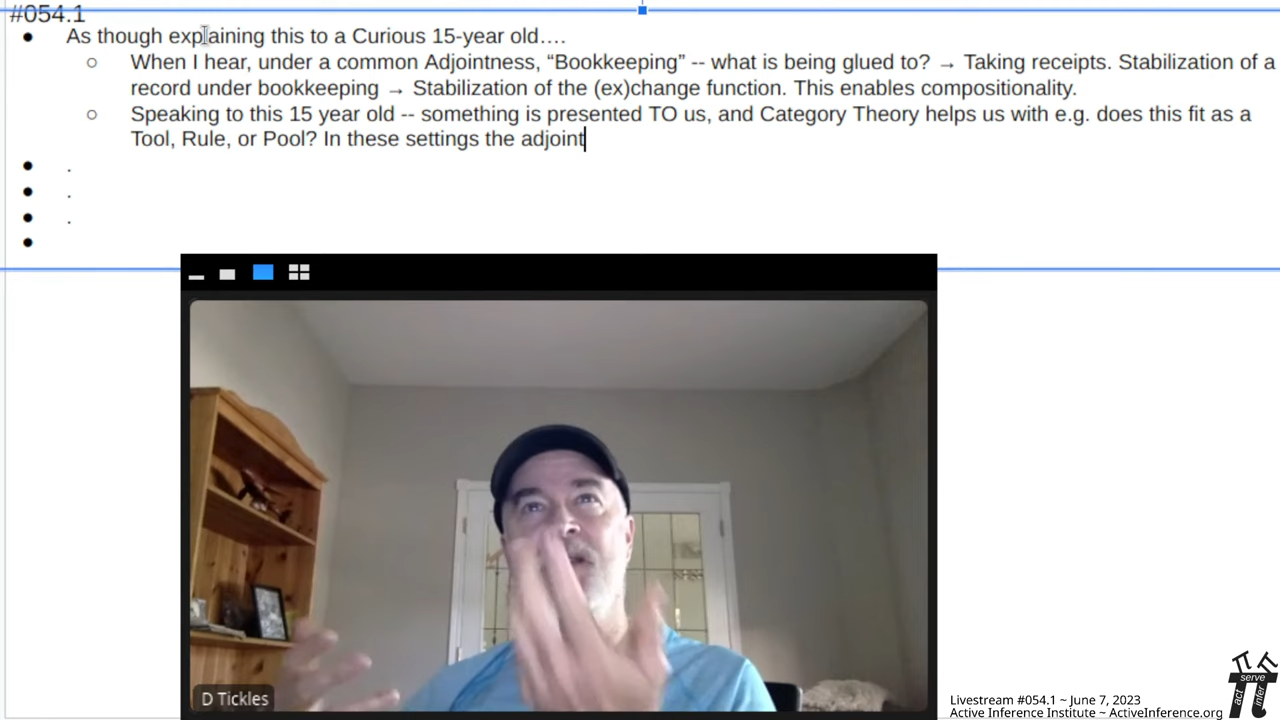 #054.1
● As though explaining this to a Curious 15-year old….
○ When I hear, under a common Adjointness, “Bookkeeping” -- what is being glued to? → Taking receipts. Stabilization of a
record under bookkeeping → Stabilization of the (ex)change function. This enables compositionality.
○ Speaking to this 15 year old -- something is presented TO us, and Category Theory helps us with e.g. does this fit as a
Tool, Rule, or Pool? In these settings the adjoint
● .
● .
● .
●
D Tickles
Livestream #054.1 ~ June 7, 2023
Active Inference Institute ~ ActiveInference.org
act
serve
infer